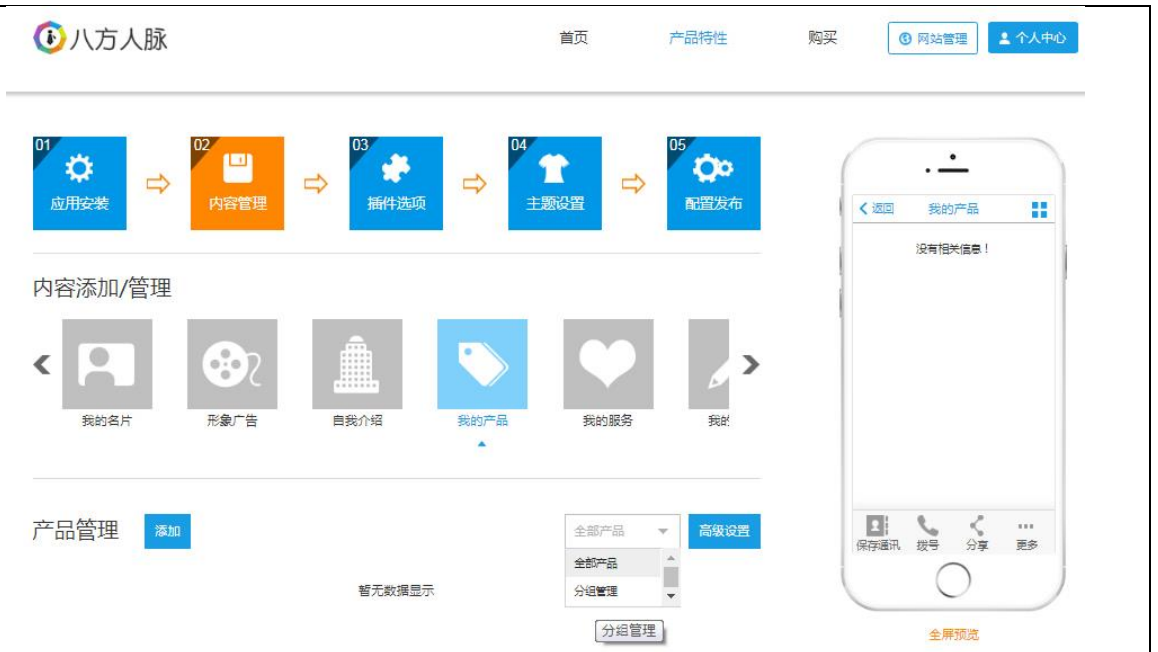 八方人脉
首页 产品特性 购买 网站管理 个人中心
01 02 03 04 05
应用安装 内容管理 插件选项 主题设置 配置发布
内容添加/管理
我的名片 形象广告 自我介绍 我的产品 我的服务 我的
产品管理 添加 全部产品 高级设置
全部产品
分组管理
暂无数据显示
分组管理
返回 我的产品
没有相关信息！
保存通讯 拨号 分享 更多
全屏预览